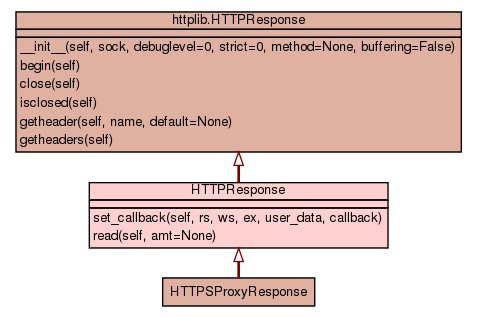 httplib.HTTPResponse
__init__(self, sock, debuglevel=0, strict=0, method=None, buffering=False)
begin(self)
close(self)
isclosed(self)
getheader(self, name, default=None)
getheaders(self)
HTTPResponse
set_callback(self, rs, ws, ex, user_data, callback)
read(self, amt=None)
HTTPSProxyResponse